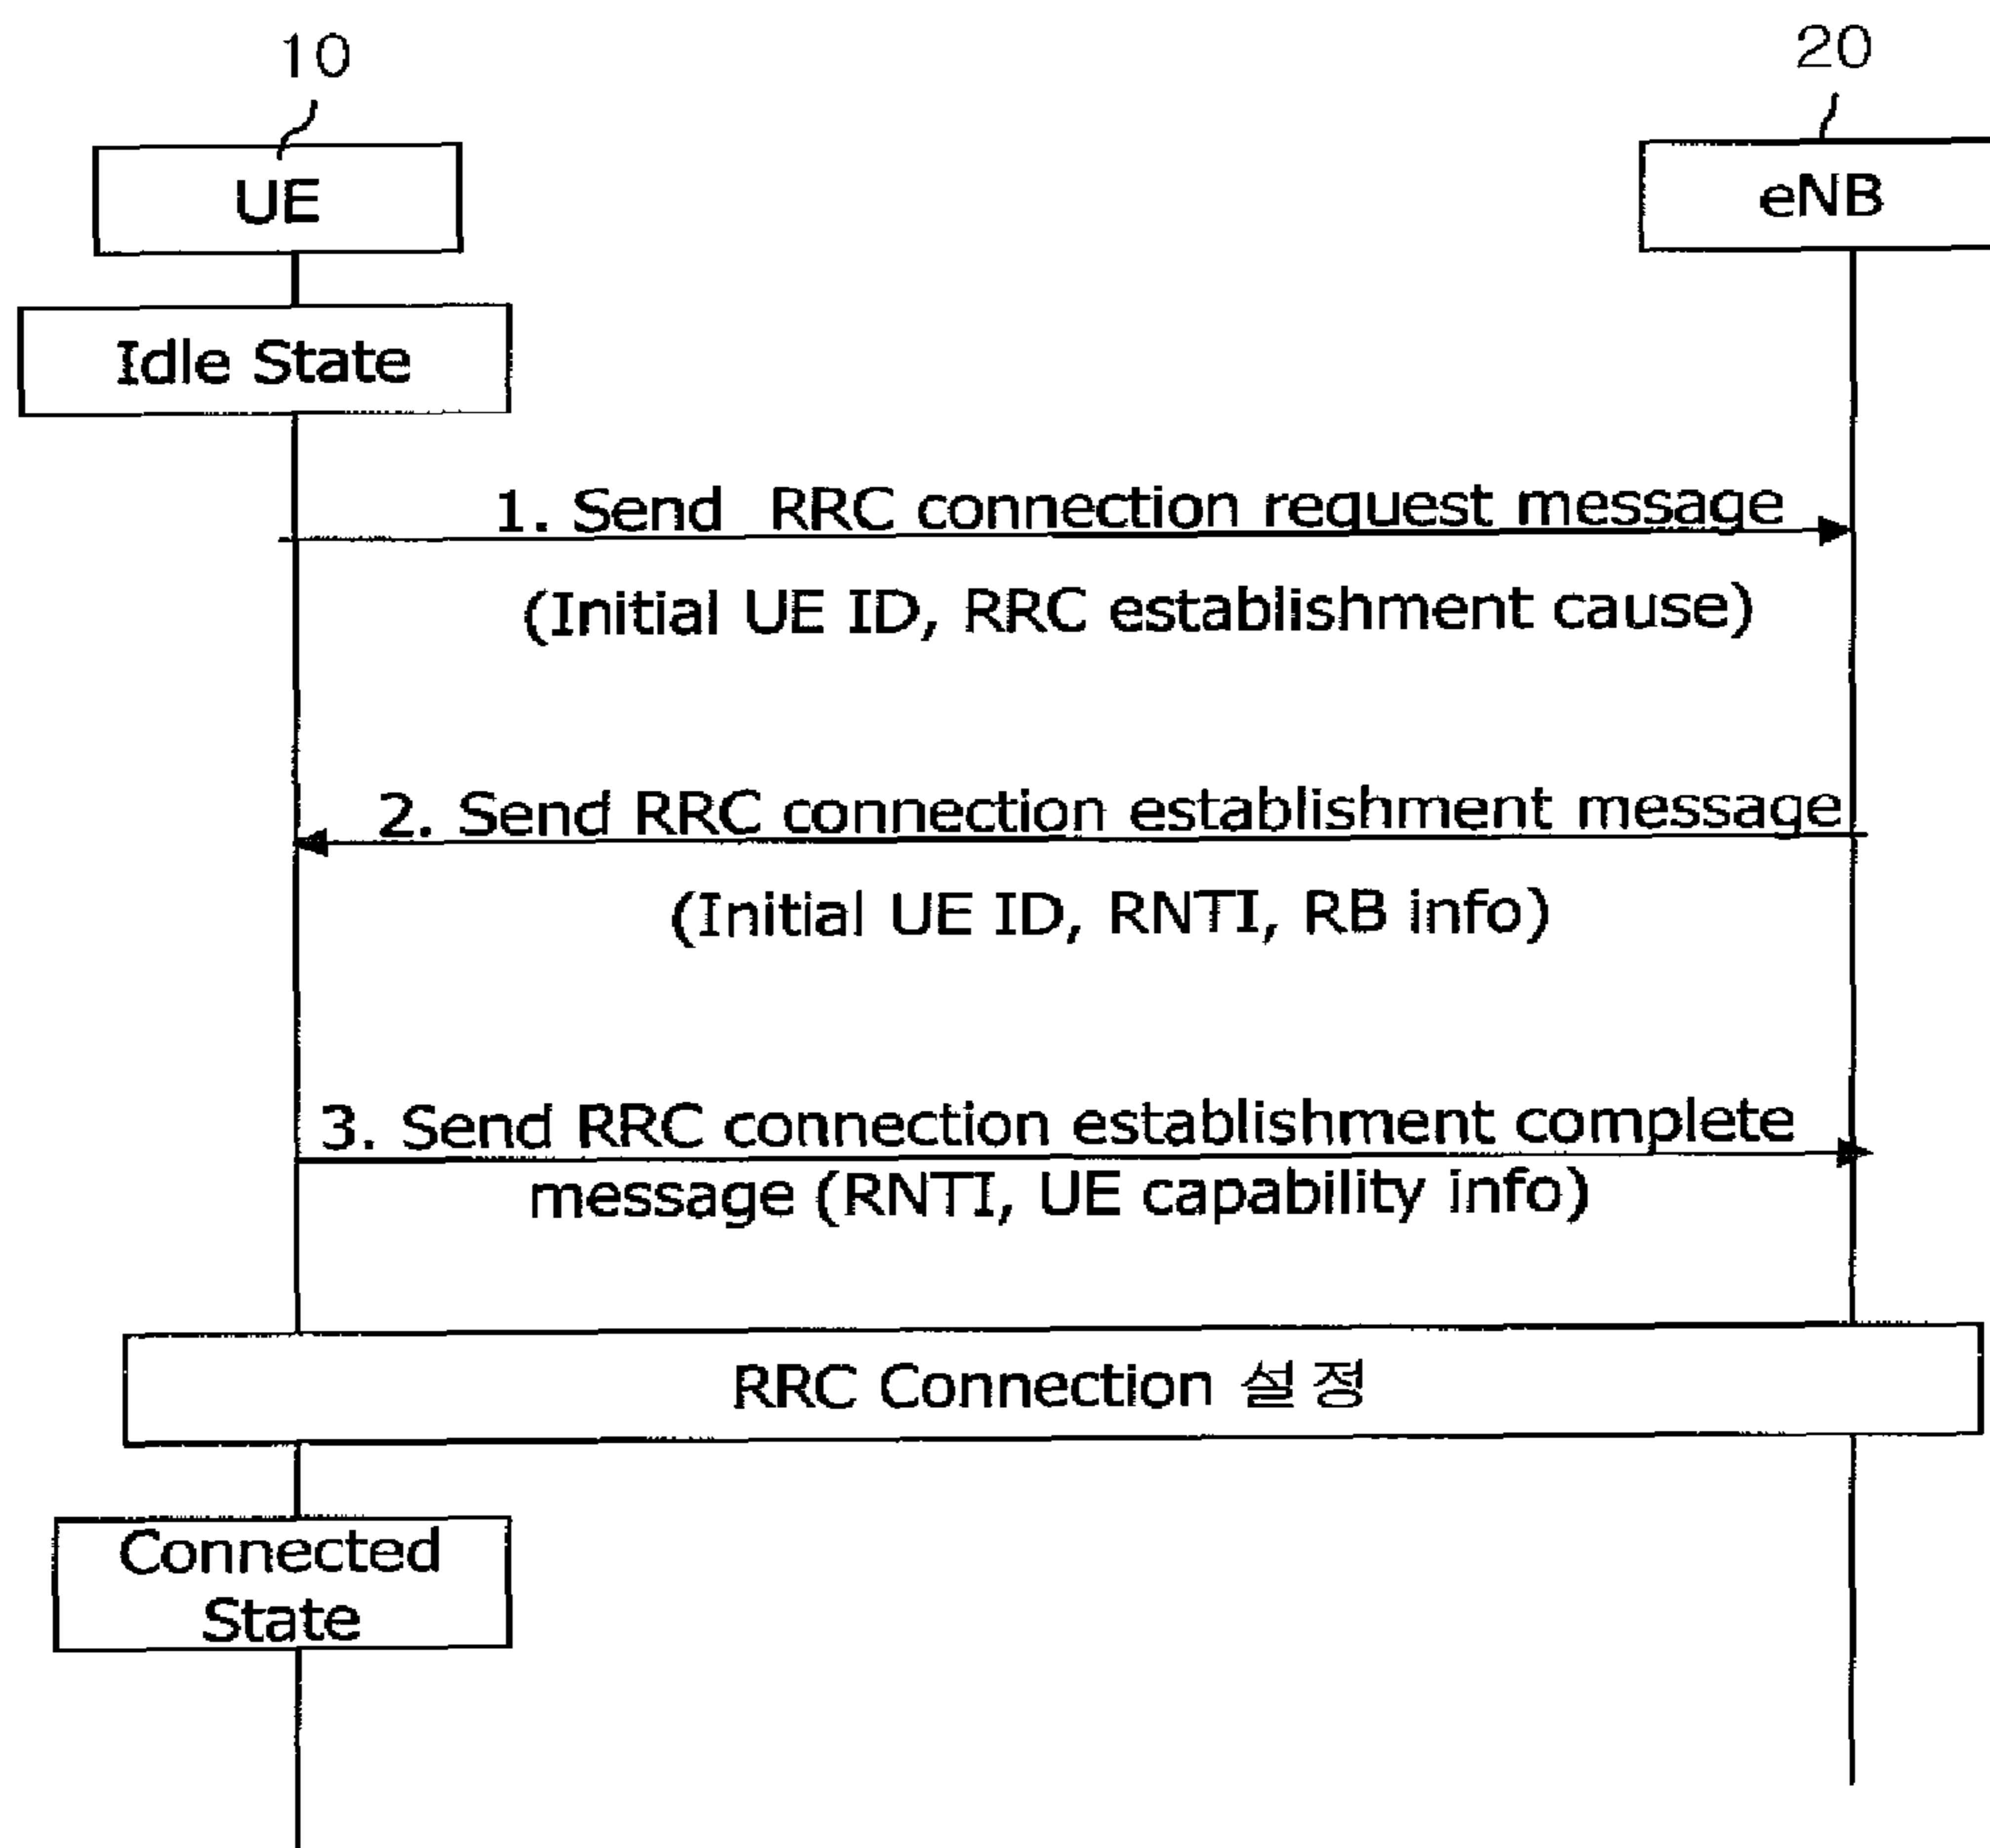 10
20
UE
eNB
Idle State
1. Send RRC connection request message
(Initial UE ID, RRC establishment cause)
2. Send RRC connection establishment message
(Initial UE ID, RNTI, RB info)
3. Send RRC connection establishment complete
message (RNTI, UE capability info)
RRC Connection 설정
Connected
State